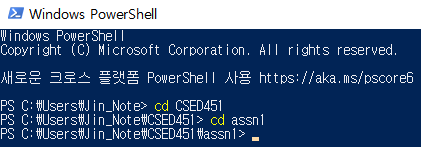 Windows PowerShell
Windows PowerShell
Copyright (C) Microsoft Corporation. All rights reserved.
새로운 크로스 플랫폼 PowerShell 사용 https://aka.ms/pscore6
PS C:₩Users₩Jin_Note> cd CSED451
PS C:₩Users₩Jin_Note₩CSED451> cd assn1
PS C:₩Users₩Jin_Note₩CSED451₩assn1>